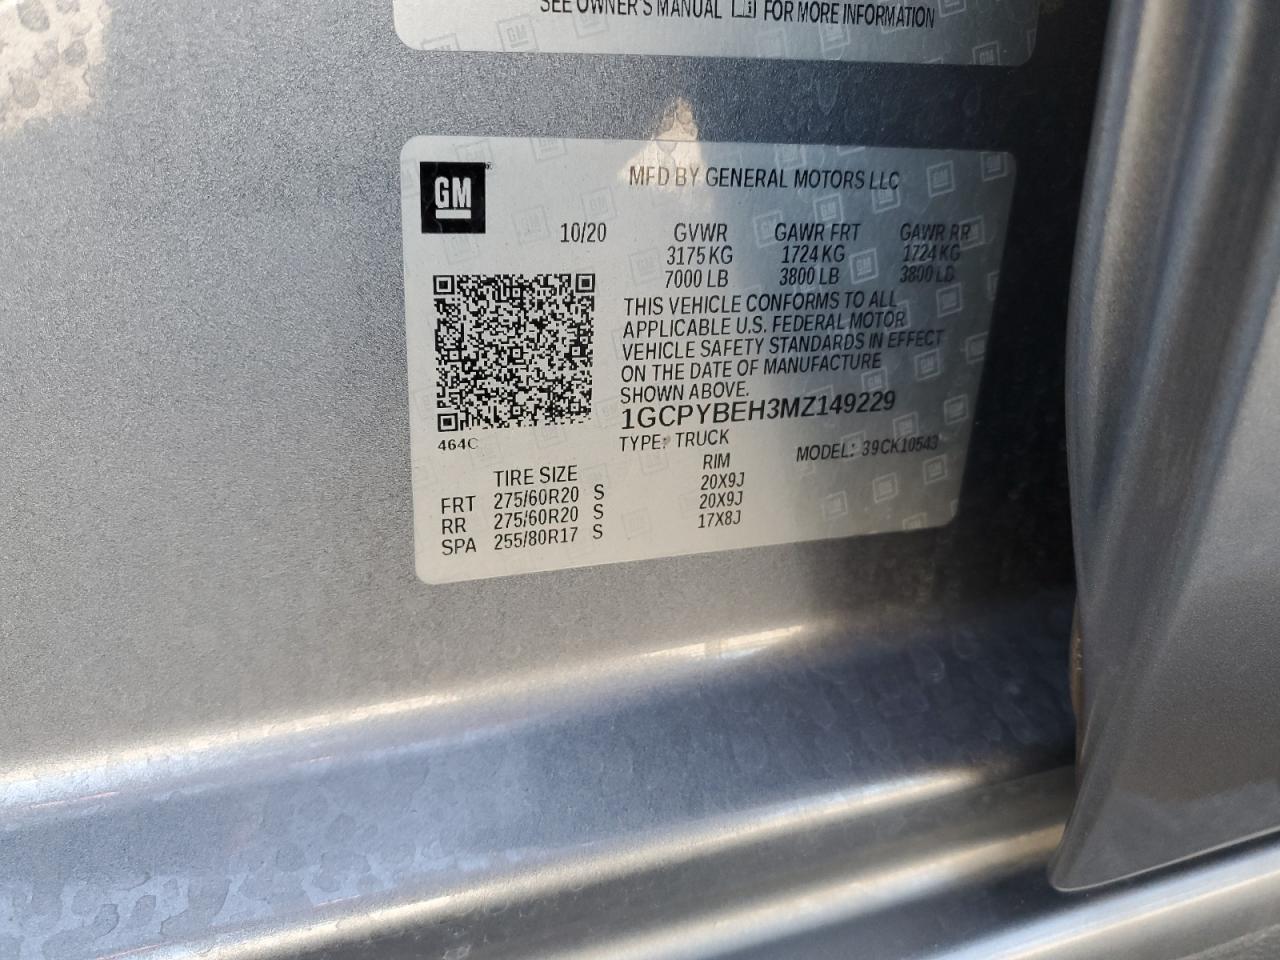 SEE OWNER'S MANUAL FOR MORE INFORMATION
GM
MFD BY GENERAL MOTORS LLC
10/20 GVWR GAWR FRT GAWR RR
3175 KG 1724 KG 1724 KG
7000 LB 3800 LB 3800 LB
THIS VEHICLE CONFORMS TO ALL
APPLICABLE U.S. FEDERAL MOTOR
VEHICLE SAFETY STANDARDS IN EFFECT
ON THE DATE OF MANUFACTURE
SHOWN ABOVE.
1GCPYBEH3MZ149229
464C
TYPE: TRUCK MODEL: 39CK10543
TIRE SIZE RIM
FRT 275/60R20 S 20X9J
RR 275/60R20 S 20X9J
SPA 255/80R17 S 17X8J